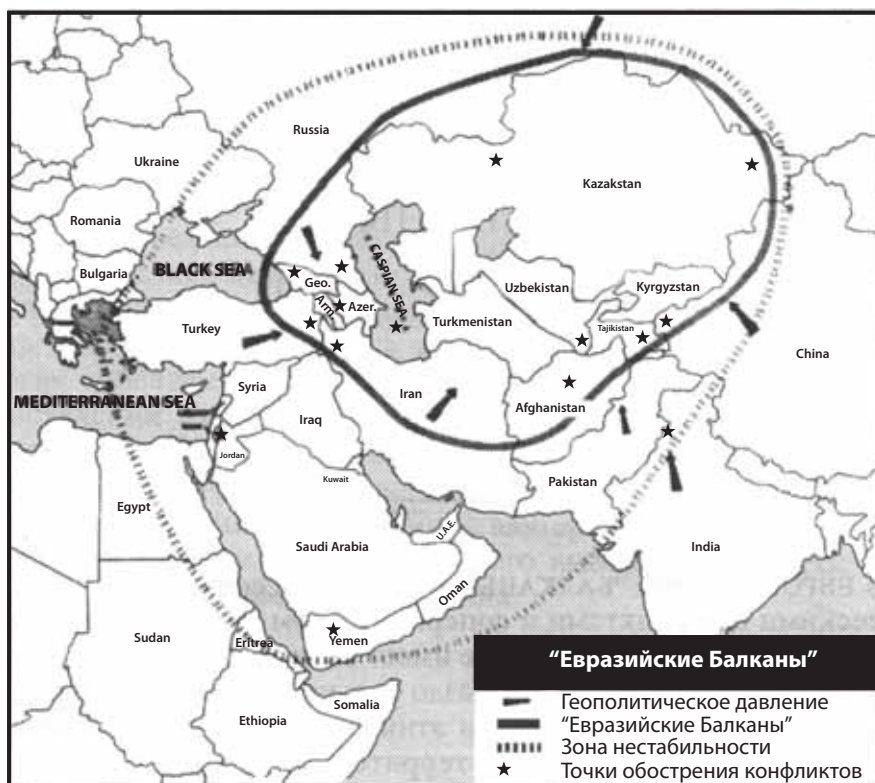 Russia
Ukraine
Kazakstan
Romania
BLACK SEA
CASPIAN SEA
Bulgaria
Geo.
Uzbekistan
Kyrgyzstan
Arm.
Azer.
Turkey
Turkmenistan
Tajikistan
China
Syria
Iran
MEDITERRANEAN SEA
Afghanistan
Iraq
Jordan
Kuwait
Pakistan
Egypt
U.A.E.
Saudi Arabia
India
Oman
Sudan
Eritrea
Yemen
Somalia
Ethiopia
“Евразийские Балканы”
Геополитическое давление
“Евразийские Балканы”
Зона нестабильности
Точки обострения конфликтов